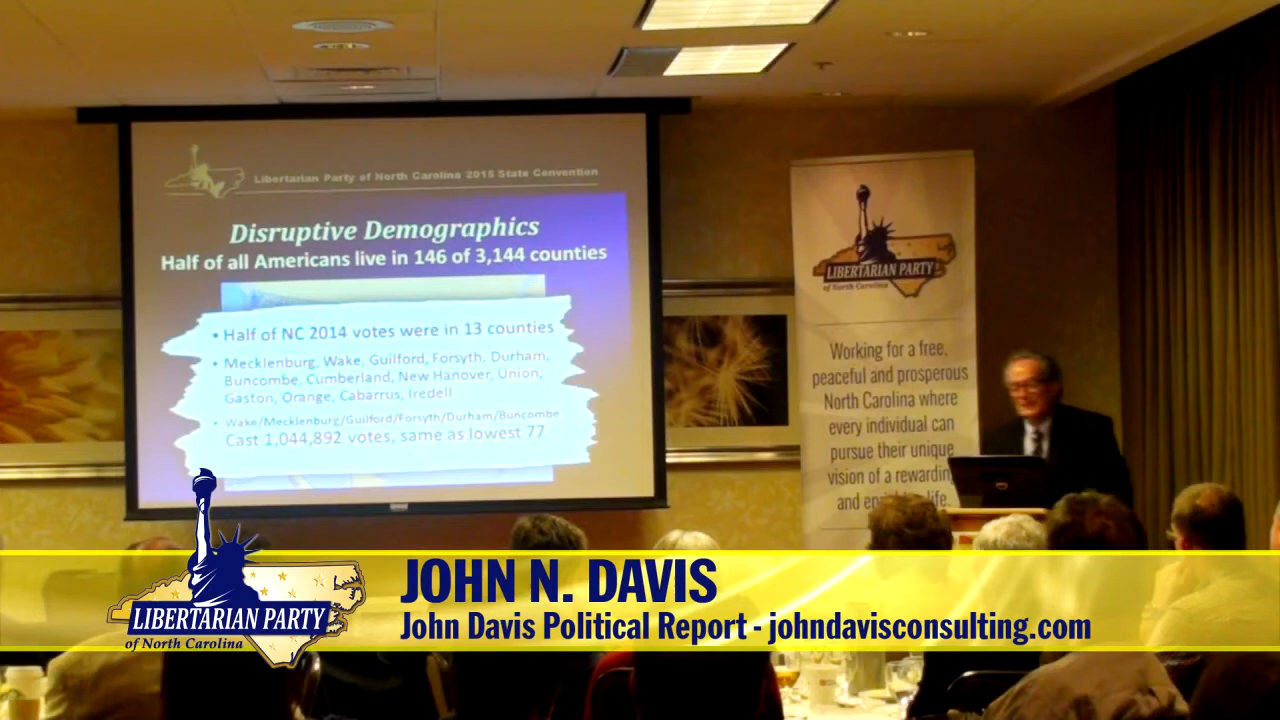 Libertarian Party of North Carolina 2015 State Convention
Disruptive Demographics
Half of all Americans live in 146 of 3,144 counties
• Half of NC 2014 votes were in 13 counties
• Mecklenburg, Wake, Guilford, Forsyth, Durham,
Buncombe, Cumberland, New Hanover, Union,
Gaston, Orange, Cabarrus, Iredell
• Wake/Mecklenburg/Guilford/Forsyth/Durham/Buncombe
Cast 1,044,892 votes, same as lowest 77
LIBERTARIAN PARTY
of North Carolina
Working for a free,
peaceful and prosperous
North Carolina where
every individual can
pursue their unique
vision of a rewarding
and life.
LIBERTARIAN PARTY
of North Carolina
JOHN N. DAVIS
John Davis Political Report - johndavisconsulting.com